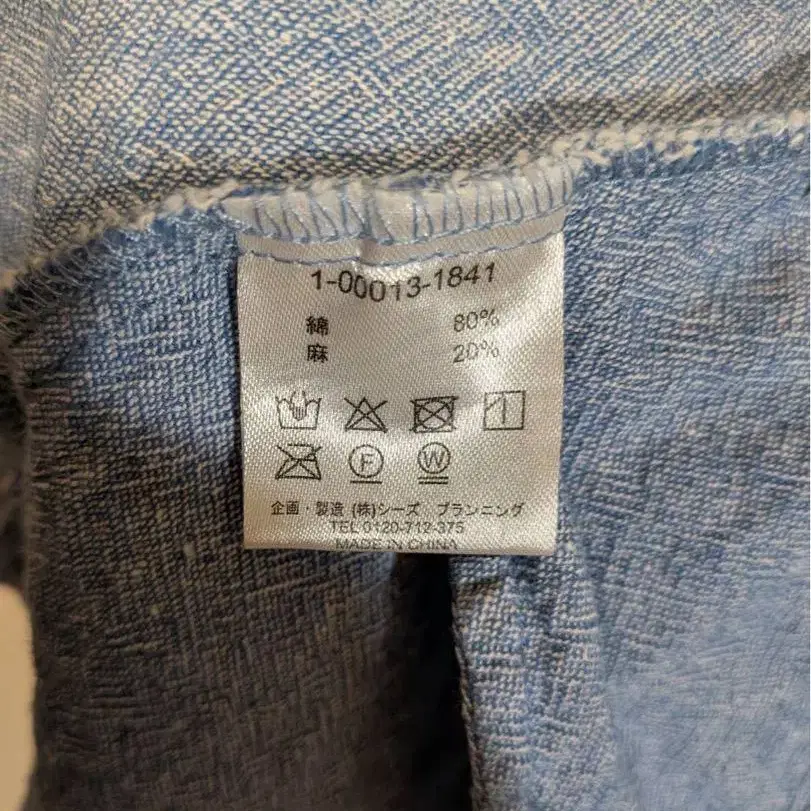 1-00013-1841
綿 80%
麻 20%
F W
企画・製造 (株)シーズ プランニング
TEL 0120-712-375
MADE IN CHINA